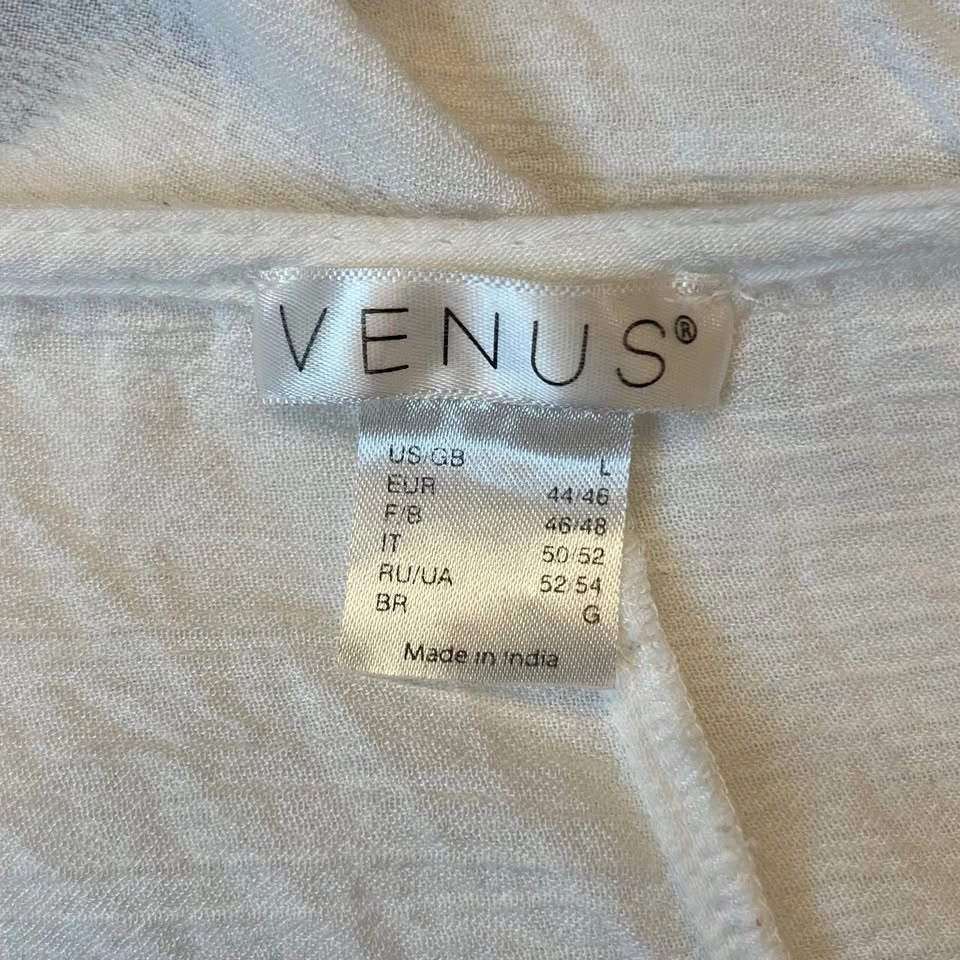 VENUS®
US/GB L
EUR 44/46
F/B 46/48
IT 50/52
RU/UA 52/54
BR G
Made in India